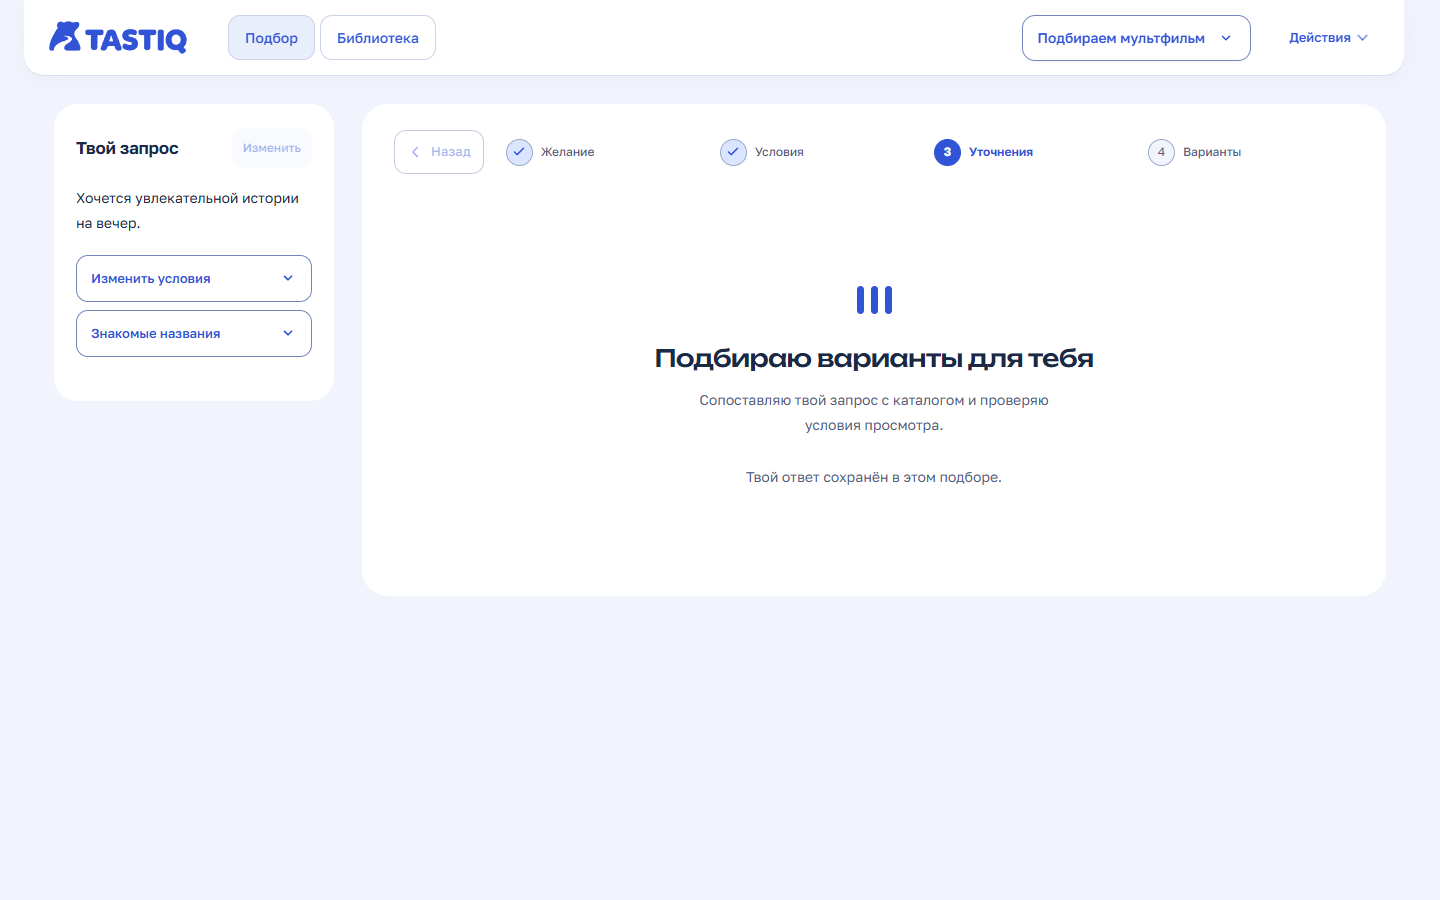 TASTIQ
Подбор
Библиотека
Подбираем мультфильм
Действия
Твой запрос
Изменить
Хочется увлекательной истории
на вечер.
Изменить условия
Знакомые названия
Назад
Желание
Условия
3
Уточнения
4
Варианты
Подбираю варианты для тебя
Сопоставляю твой запрос с каталогом и проверяю
условия просмотра.
Твой ответ сохранён в этом подборе.